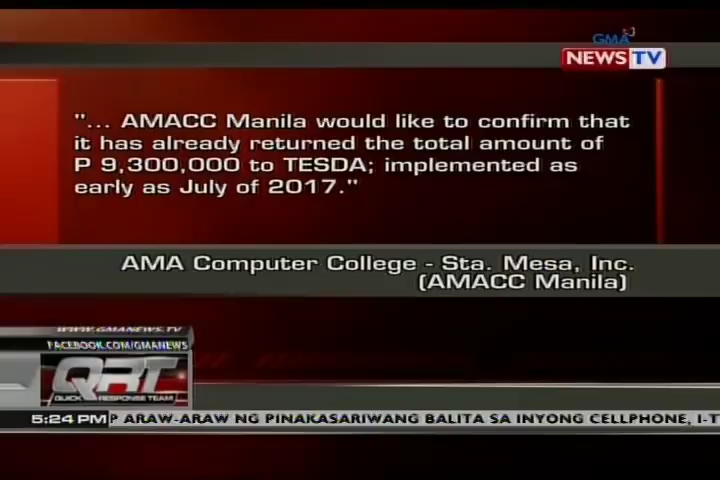 GMA
NEWS TV
"... AMACC Manila would like to confirm that
it has already returned the total amount of
P 9,300,000 to TESDA; implemented as
early as July of 2017."
AMA Computer College - Sta. Mesa, Inc.
(AMACC Manila)
WWW.GMANEWS.TV
FACEBOOK.COM/GMANEWS
QRT
QUICK RESPONSE TEAM
5:24 PM P ARAW-ARAW NG PINAKASARIWANG BALITA SA INYONG CELLPHONE, I-T